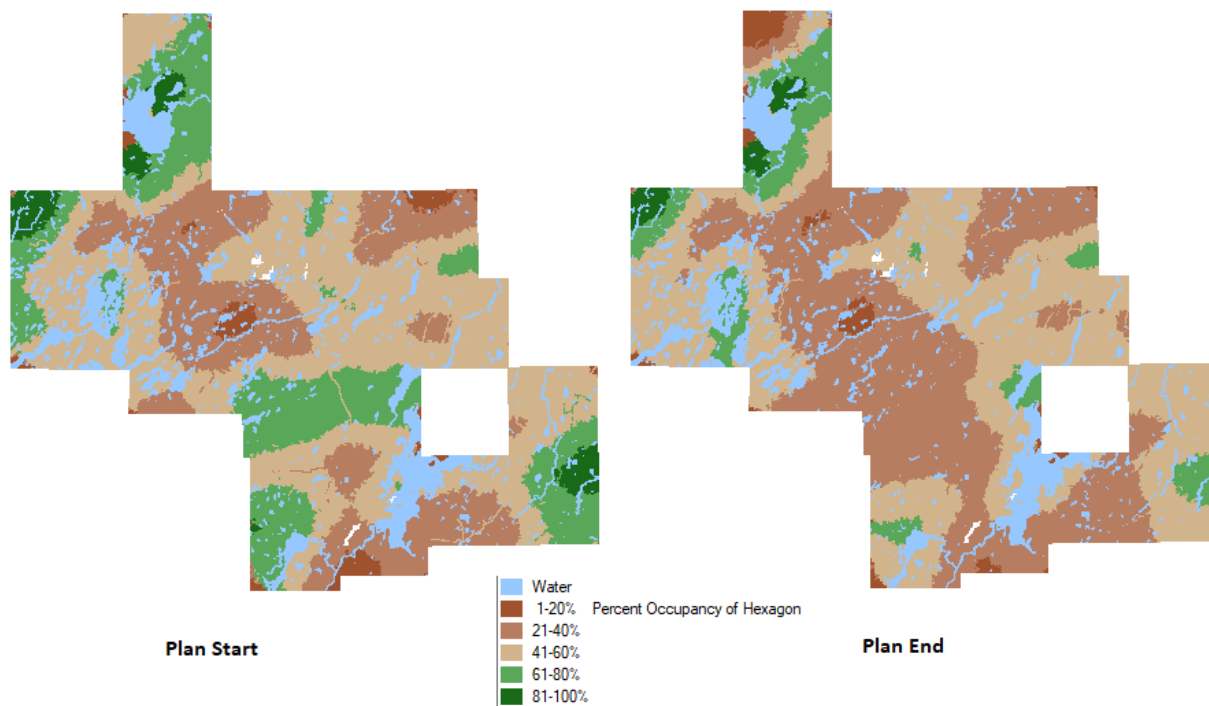 Water
1-20% Percent Occupancy of Hexagon
21-40%
41-60%
61-80%
81-100%
Plan Start
Plan End